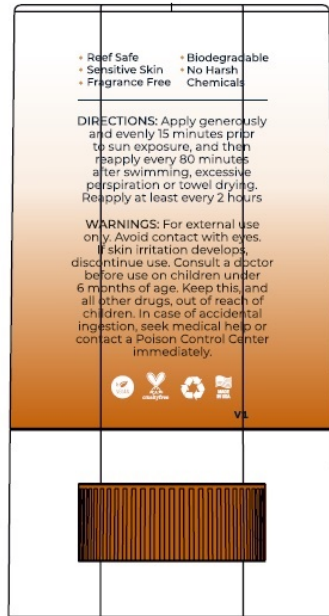 • Reef Safe
• Sensitive Skin
• Fragrance Free
• Biodegradable
• No Harsh
Chemicals
DIRECTIONS: Apply generously
and evenly 15 minutes prior
to sun exposure, and then
reapply every 80 minutes
after swimming, excessive
perspiration or towel drying.
Reapply at least every 2 hours
WARNINGS: For external use
only. Avoid contact with eyes.
If skin irritation develops,
discontinue use. Consult a doctor
before use on children under
6 months of age. Keep this, and
all other drugs, out of reach of
children. In case of accidental
ingestion, seek medical help or
contact a Poison Control Center
immediately.
crueltyfree
MADE
IN USA
V1